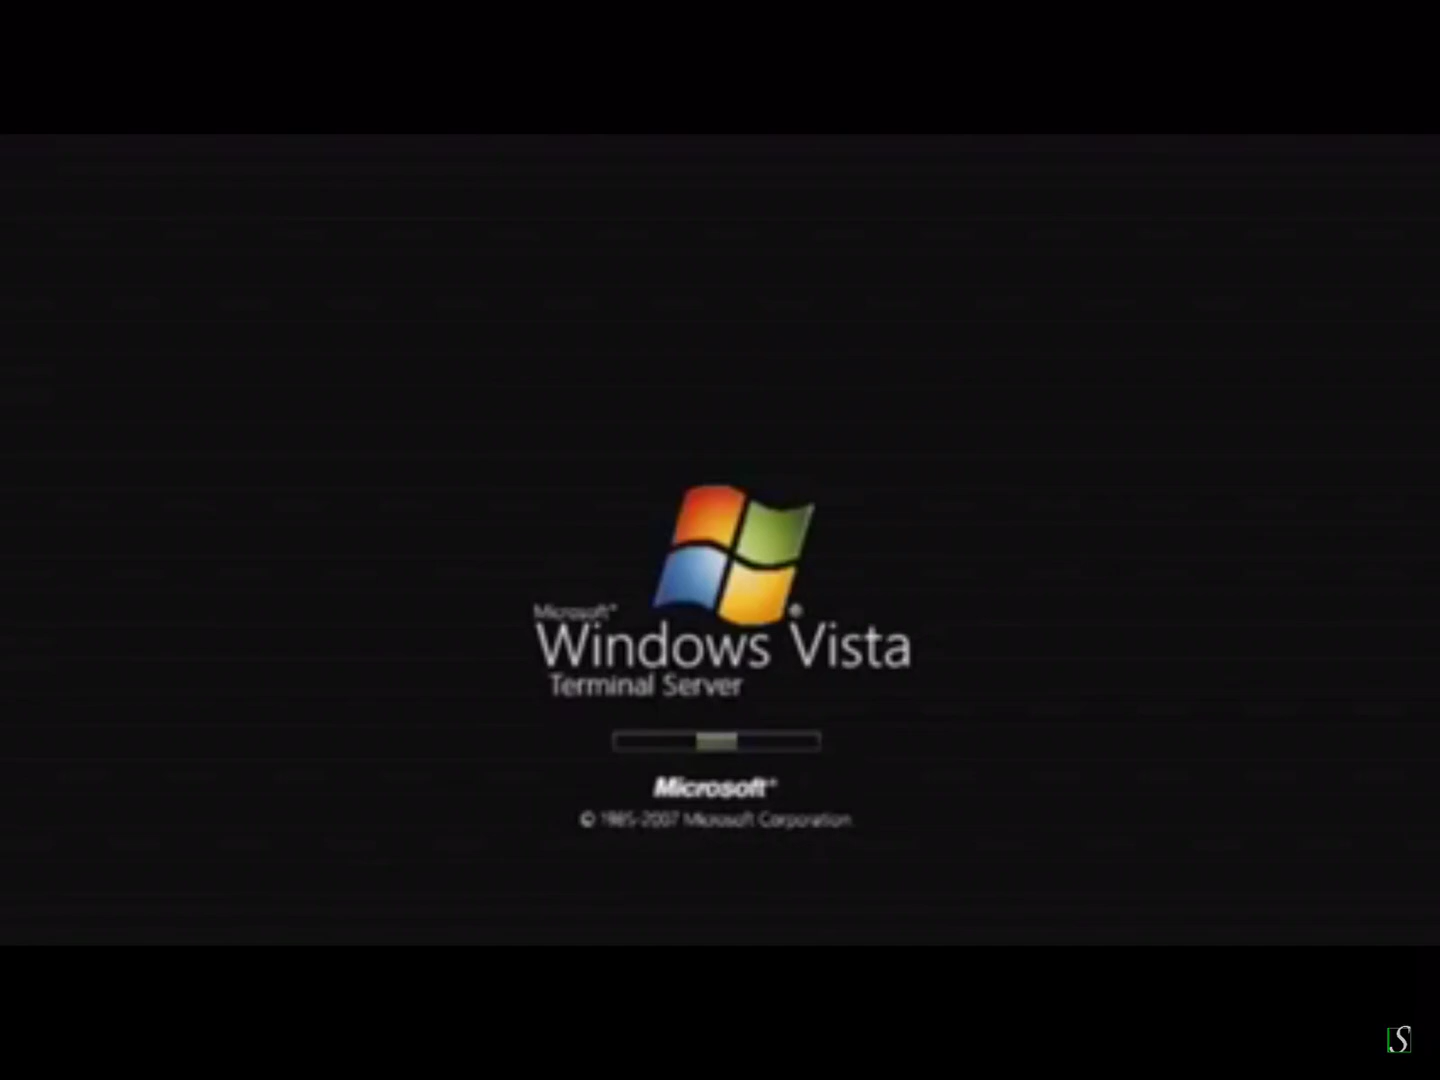 Microsoft®
Windows Vista®
Terminal Server
Microsoft®
© 1985-2007 Microsoft Corporation
S